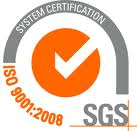 SYSTEM CERTIFICATION
ISO 9001:2008
SGS